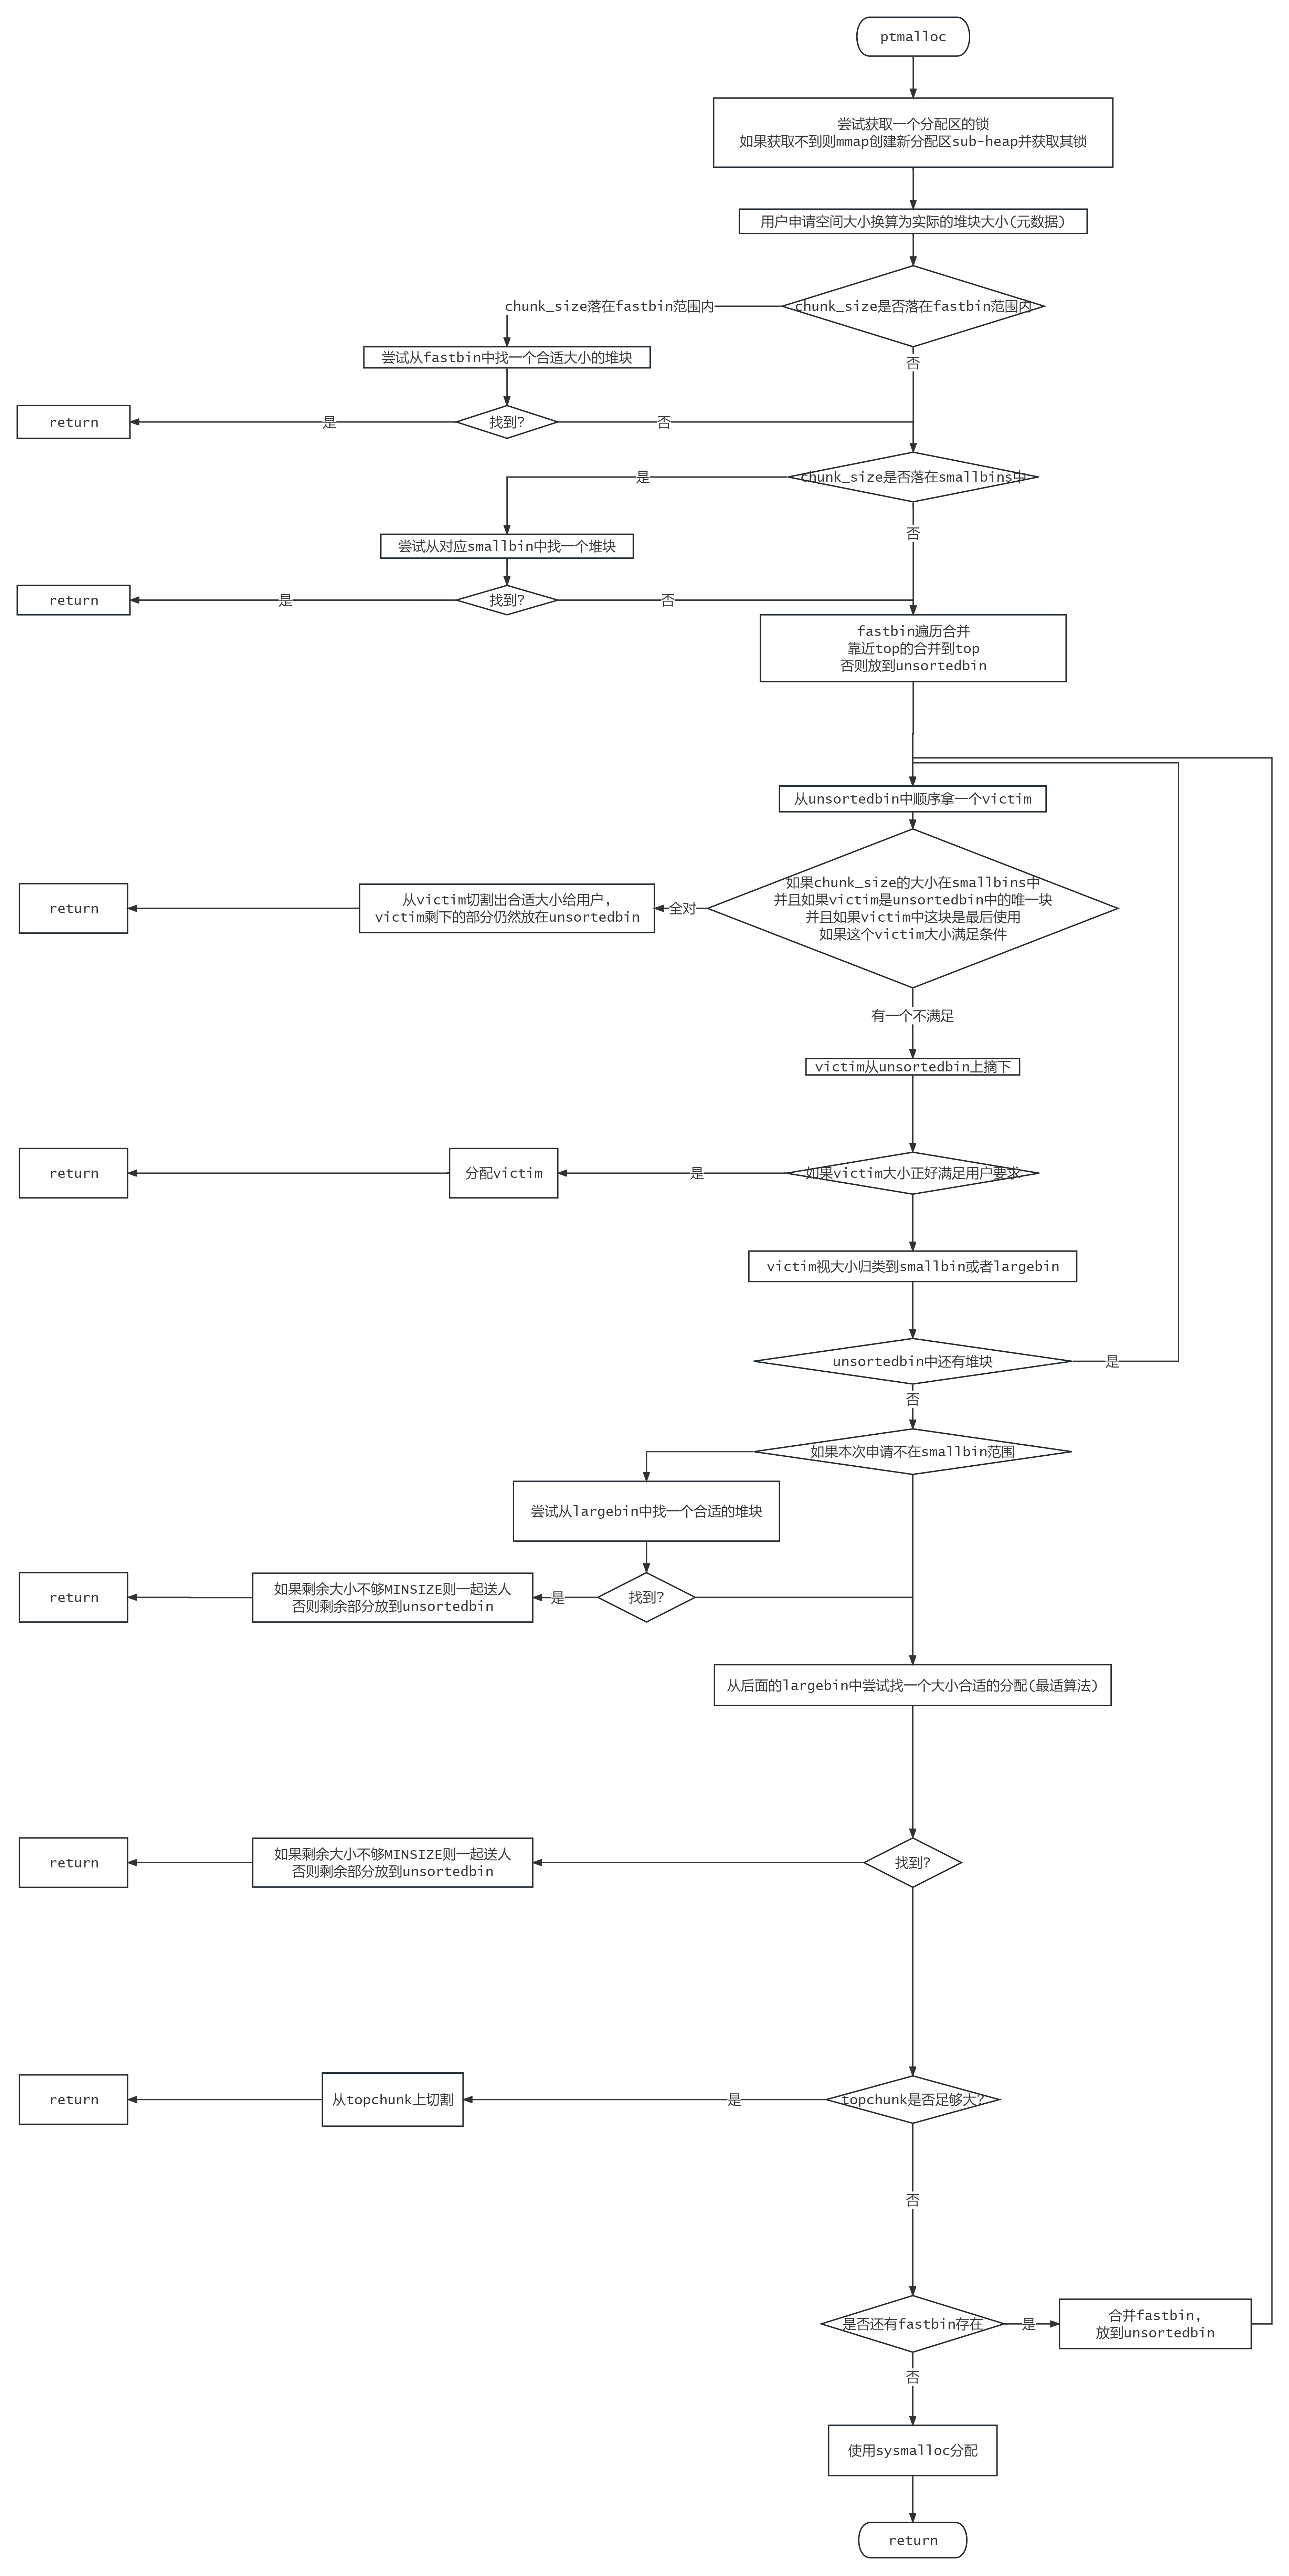 ptmalloc
尝试获取一个分配区的锁
如果获取不到则mmap创建新分配区sub-heap并获取其锁
用户申请空间大小换算为实际的堆块大小(元数据)
chunk_size是否落在fastbin范围内
chunk_size落在fastbin范围内
否
尝试从fastbin中找一个合适大小的堆块
找到?
是
return
否
chunk_size是否落在smallbins中
是
否
尝试从对应smallbin中找一个堆块
找到?
是
return
否
fastbin遍历合并
靠近top的合并到top
否则放到unsortedbin
从unsortedbin中顺序拿一个victim
如果chunk_size的大小在smallbins中
并且如果victim是unsortedbin中的唯一块
并且如果victim中这块是最后使用
如果这个victim大小满足条件
全对
从victim切割出合适大小给用户,
victim剩下的部分仍然放在unsortedbin
return
有一个不满足
victim从unsortedbin上摘下
如果victim大小正好满足用户要求
是
分配victim
return
victim视大小归类到smallbin或者largebin
unsortedbin中还有堆块
是
否
如果本次申请不在smallbin范围
尝试从largebin中找一个合适的堆块
找到?
是
如果剩余大小不够MINSIZE则一起送人
否则剩余部分放到unsortedbin
return
从后面的largebin中尝试找一个大小合适的分配(最适算法)
找到?
如果剩余大小不够MINSIZE则一起送人
否则剩余部分放到unsortedbin
return
topchunk是否足够大?
是
从topchunk上切割
return
否
是否还有fastbin存在
是
合并fastbin,
放到unsortedbin
否
使用sysmalloc分配
return